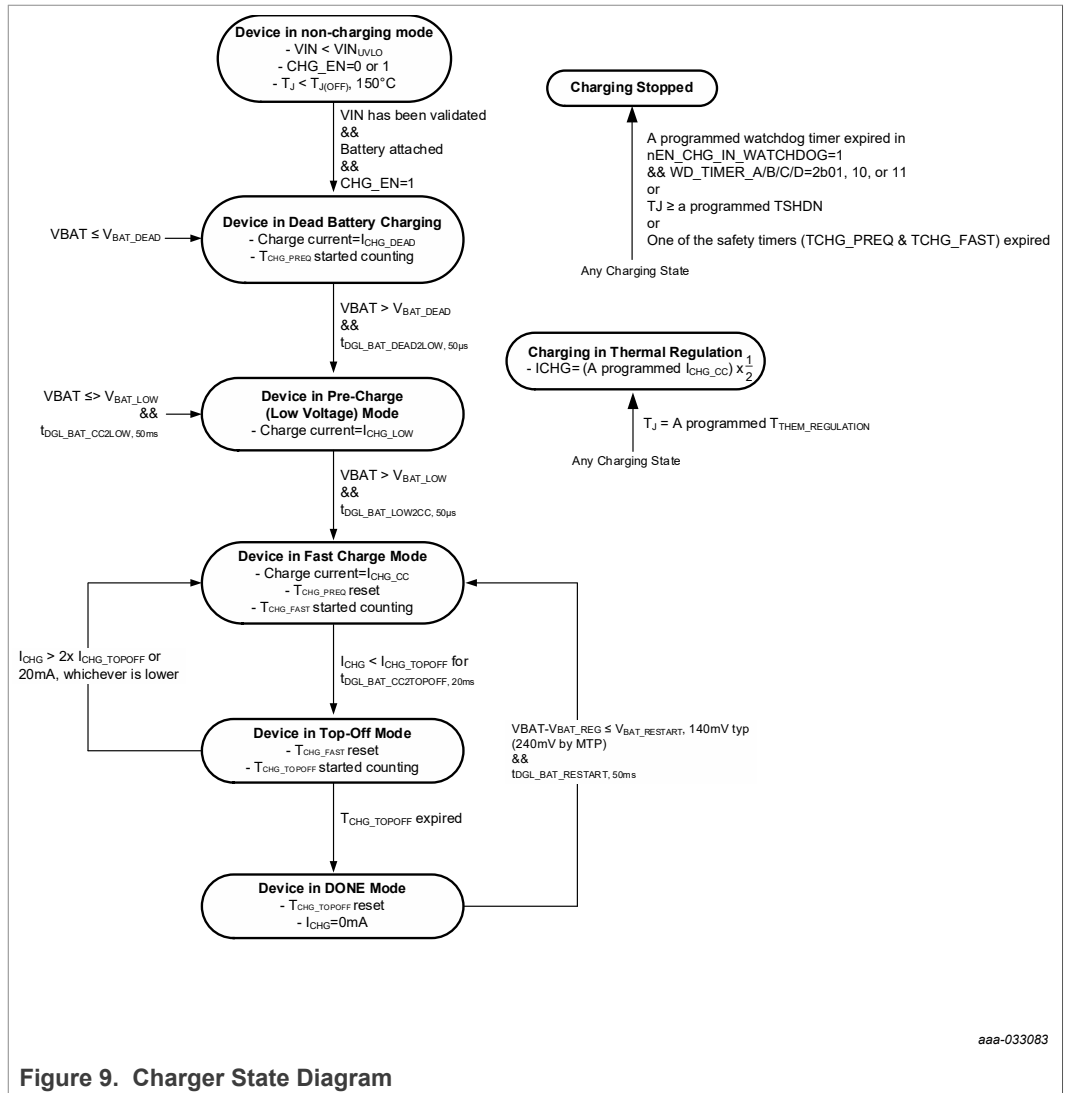 Device in non-charging mode
- VIN < VINUVLO
- CHG_EN=0 or 1
- TJ < TJ(OFF), 150°C
VIN has been validated
&&
Battery attached
&&
CHG_EN=1
Charging Stopped
A programmed watchdog timer expired in
nEN_CHG_IN_WATCHDOG=1
&& WD_TIMER_A/B/C/D=2b01, 10, or 11
or
TJ ≥ a programmed TSHDN
or
One of the safety timers (TCHG_PREQ & TCHG_FAST) expired
Any Charging State
VBAT ≤ VBAT_DEAD
Device in Dead Battery Charging
- Charge current=ICHG_DEAD
- TCHG_PREQ started counting
VBAT > VBAT_DEAD
&&
tDGL_BAT_DEAD2LOW, 50µs
Charging in Thermal Regulation
- ICHG= (A programmed ICHG_CC) x 1/2
TJ = A programmed TTHEM_REGULATION
Any Charging State
VBAT ≤> VBAT_LOW
&&
tDGL_BAT_CC2LOW, 50ms
Device in Pre-Charge
(Low Voltage) Mode
- Charge current=ICHG_LOW
VBAT > VBAT_LOW
&&
tDGL_BAT_LOW2CC, 50µs
Device in Fast Charge Mode
- Charge current=ICHG_CC
- TCHG_PREQ reset
- TCHG_FAST started counting
ICHG > 2x ICHG_TOPOFF or
20mA, whichever is lower
ICHG < ICHG_TOPOFF for
tDGL_BAT_CC2TOPOFF, 20ms
Device in Top-Off Mode
- TCHG_FAST reset
- TCHG_TOPOFF started counting
VBAT-VBAT_REG ≤ VBAT_RESTART, 140mV typ
(240mV by MTP)
&&
tDGL_BAT_RESTART, 50ms
TCHG_TOPOFF expired
Device in DONE Mode
- TCHG_TOPOFF reset
- ICHG=0mA
aaa-033083
Figure 9. Charger State Diagram